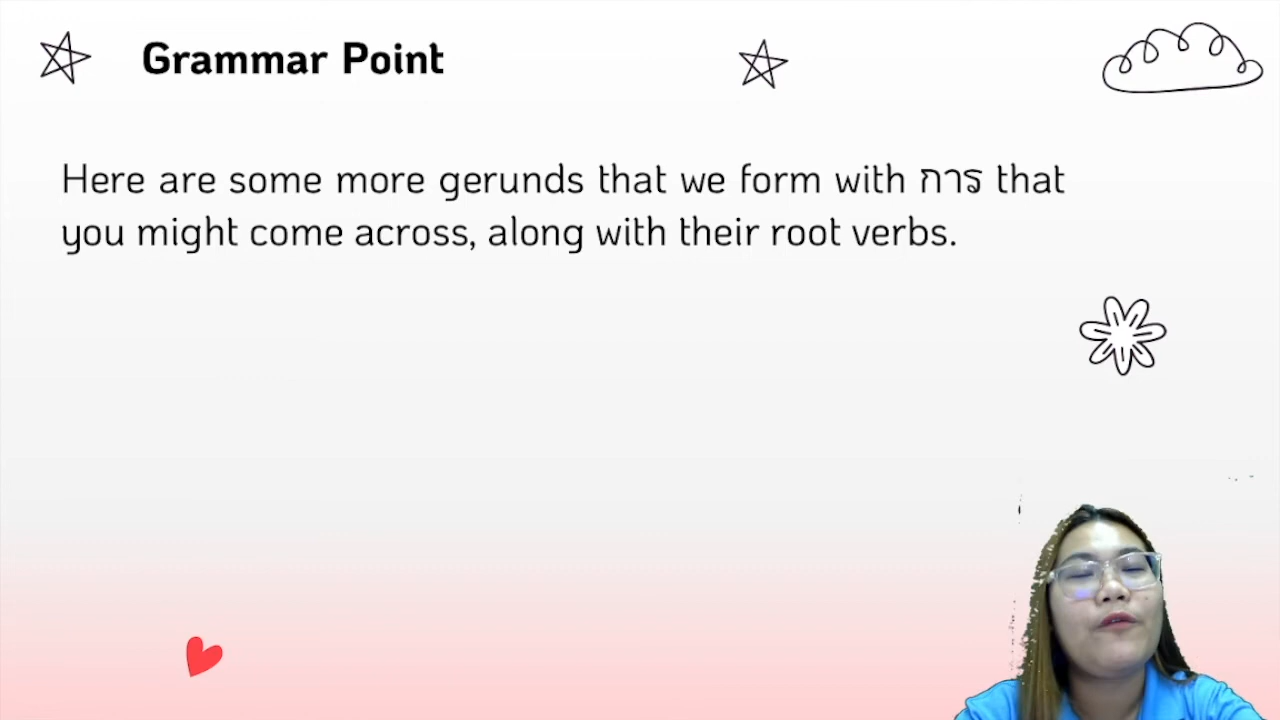 Grammar Point
Here are some more gerunds that we form with การ that
you might come across, along with their root verbs.